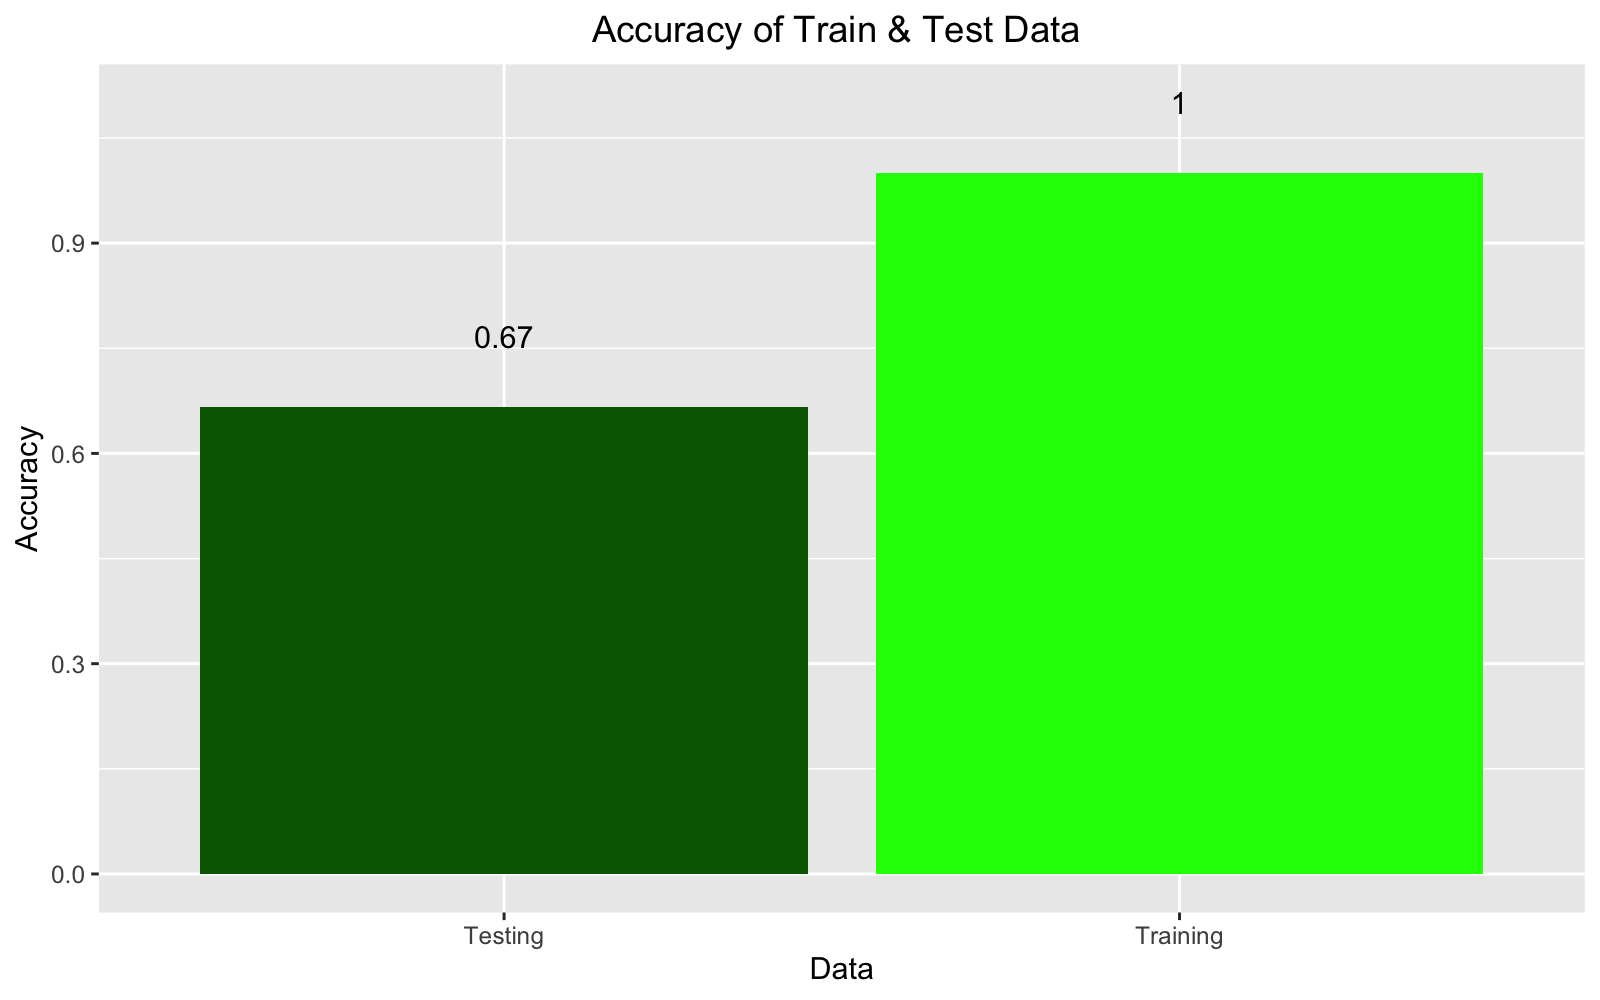 Accuracy of Train & Test Data
1
0.67
0.9
0.6
0.3
0.0
Accuracy
Testing Training
Data